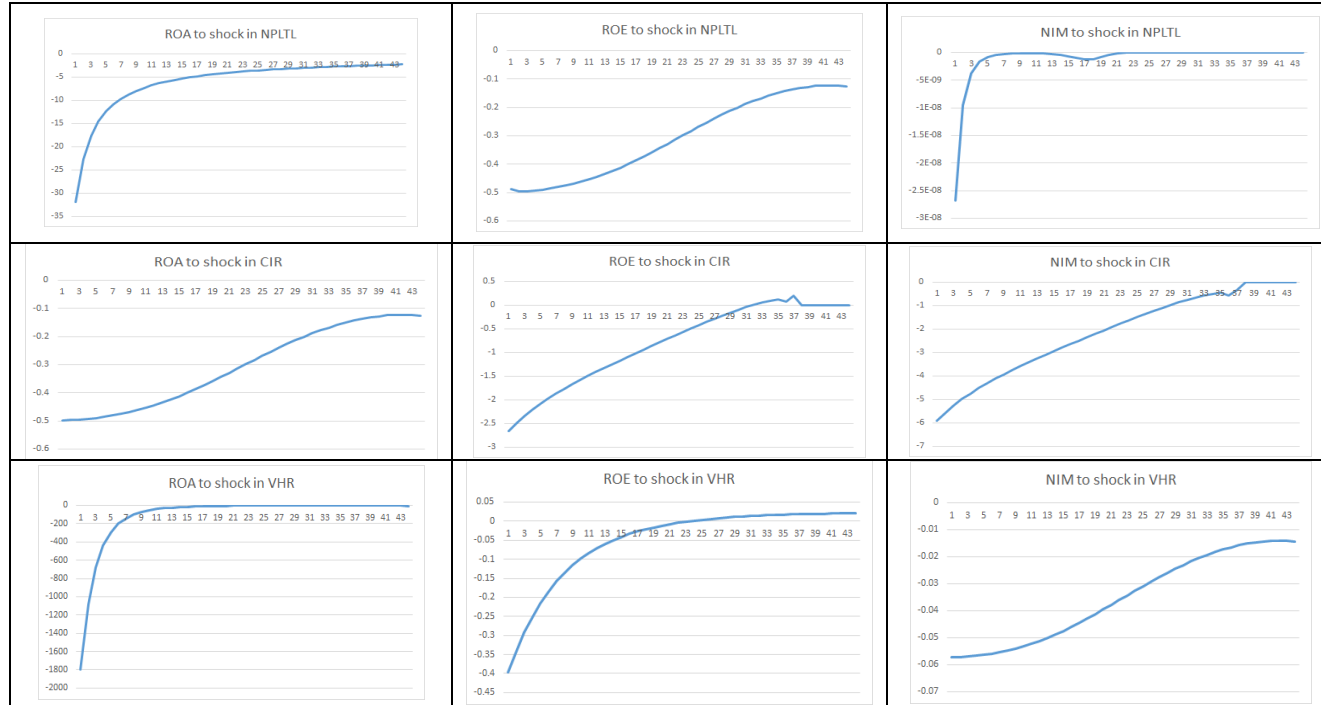 ROA to shock in NPLTL
0
1 3 5 7 9 11 13 15 17 19 21 23 25 27 29 31 33 35 37 39 41 43
-5
-10
-15
-20
-25
-30
-35
ROE to shock in NPLTL
0
1 3 5 7 9 11 13 15 17 19 21 23 25 27 29 31 33 35 37 39 41 43
-0.1
-0.2
-0.3
-0.4
-0.5
-0.6
NIM to shock in NPLTL
0
1 3 5 7 9 11 13 15 17 19 21 23 25 27 29 31 33 35 37 39 41 43
-5E-09
-1E-08
-1.5E-08
-2E-08
-2.5E-08
-3E-08
ROA to shock in CIR
0
1 3 5 7 9 11 13 15 17 19 21 23 25 27 29 31 33 35 37 39 41 43
-0.1
-0.2
-0.3
-0.4
-0.5
-0.6
ROE to shock in CIR
0.5
0
1 3 5 7 9 11 13 15 17 19 21 23 25 27 29 31 33 35 37 39 41 43
-0.5
-1
-1.5
-2
-2.5
-3
NIM to shock in CIR
0
1 3 5 7 9 11 13 15 17 19 21 23 25 27 29 31 33 35 37 39 41 43
-1
-2
-3
-4
-5
-6
-7
ROA to shock in VHR
0
1 3 5 7 9 11 13 15 17 19 21 23 25 27 29 31 33 35 37 39 41 43
-200
-400
-600
-800
-1000
-1200
-1400
-1600
-1800
-2000
ROE to shock in VHR
0.05
0
1 3 5 7 9 11 13 15 17 19 21 23 25 27 29 31 33 35 37 39 41 43
-0.05
-0.1
-0.15
-0.2
-0.25
-0.3
-0.35
-0.4
-0.45
NIM to shock in VHR
0
1 3 5 7 9 11 13 15 17 19 21 23 25 27 29 31 33 35 37 39 41 43
-0.01
-0.02
-0.03
-0.04
-0.05
-0.06
-0.07